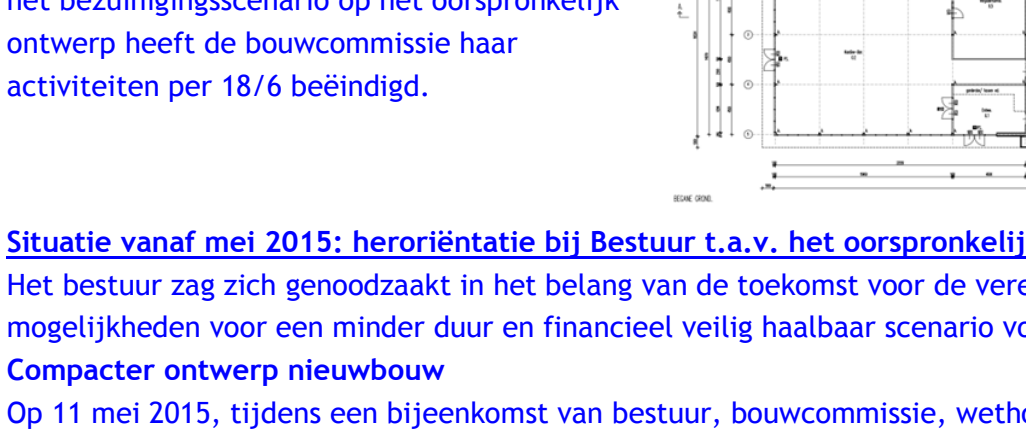 het bezuinigingsscenario op het oorspronkelijk
ontwerp heeft de bouwcommissie haar
activiteiten per 18/6 beëindigd.
BEGANE GROND.
Situatie vanaf mei 2015: heroriëntatie bij Bestuur t.a.v. het oorspronkelij
Het bestuur zag zich genoodzaakt in het belang van de toekomst voor de vere
mogelijkheden voor een minder duur en financieel veilig haalbaar scenario vo
Compacter ontwerp nieuwbouw
Op 11 mei 2015, tijdens een bijeenkomst van bestuur, bouwcommissie, wetho